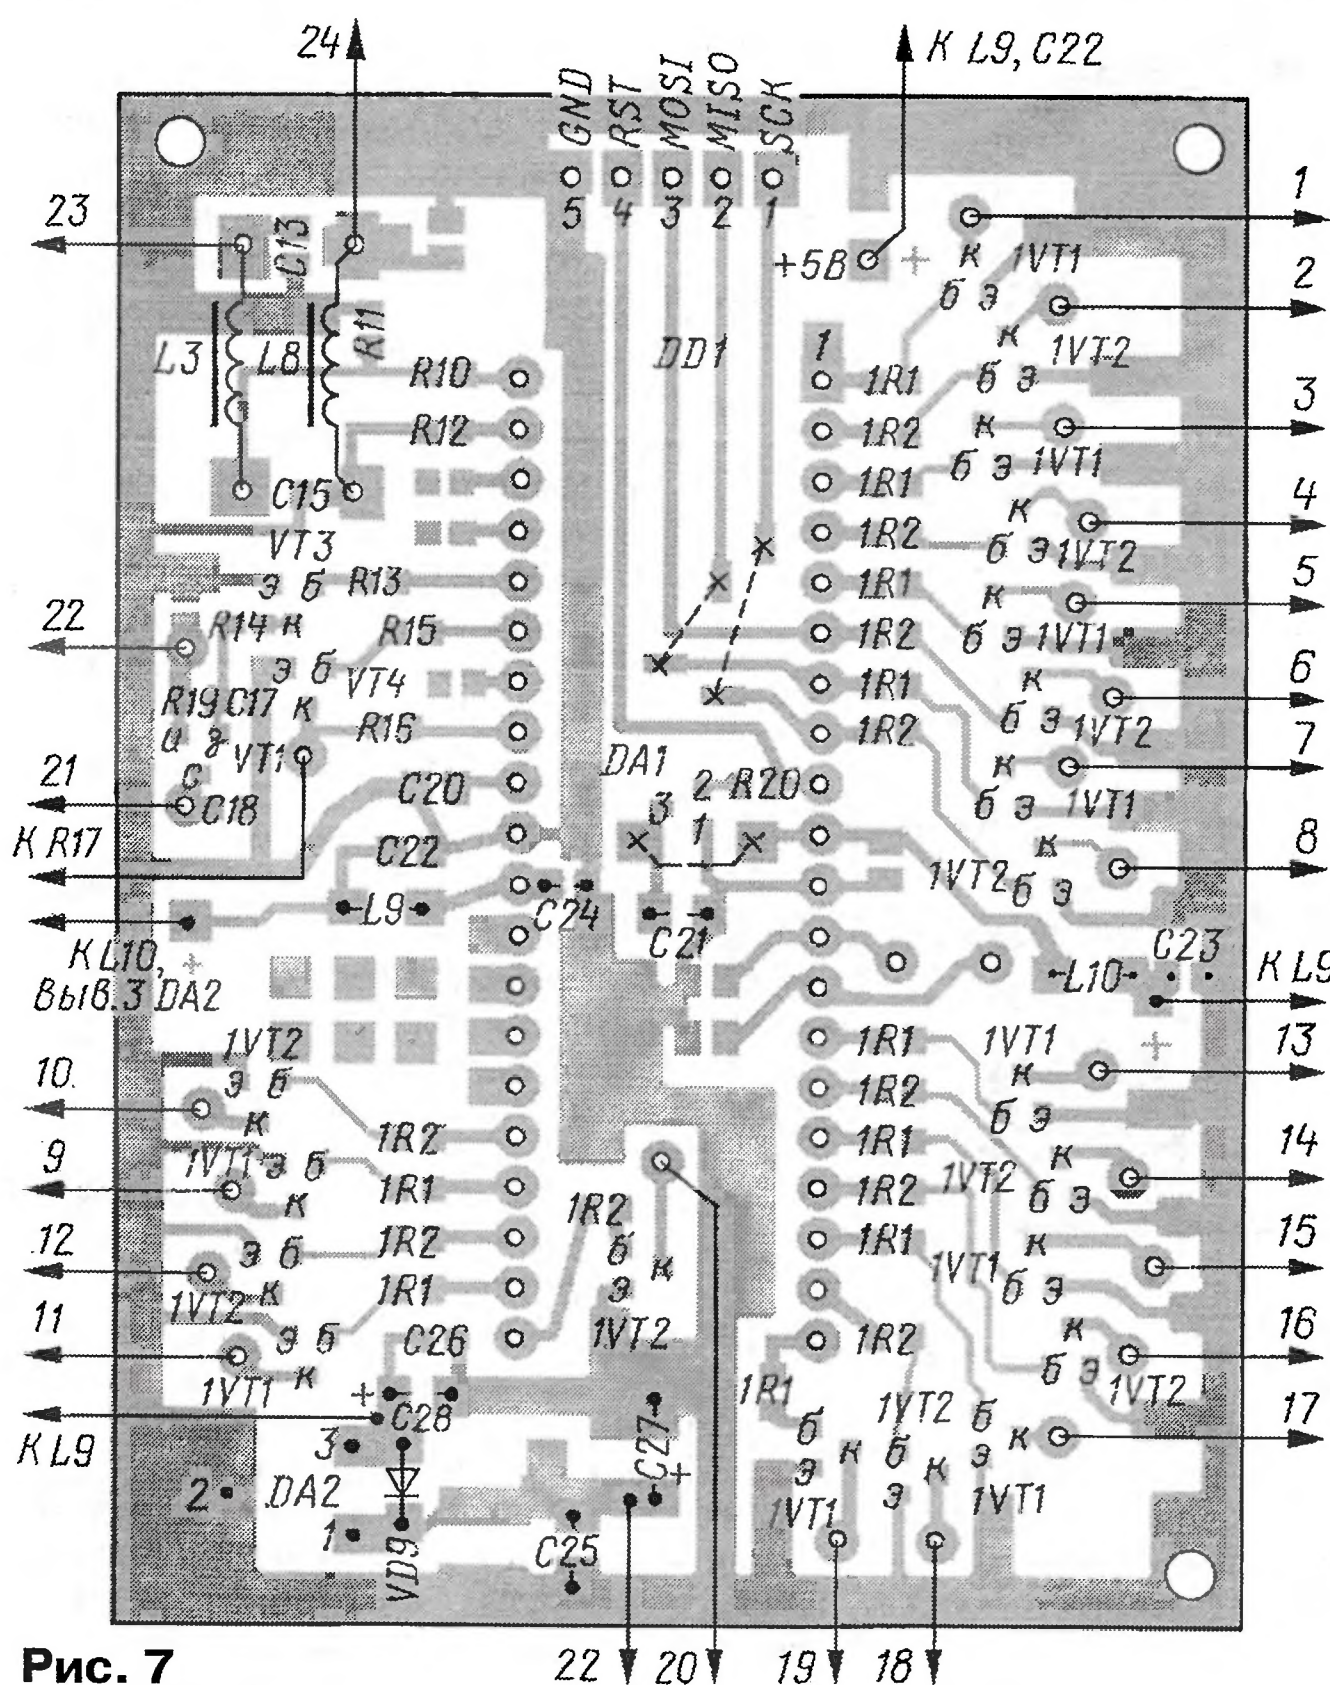 24
К L9, C22
GND
RST
MOSI
MISO
SCK
5 4 3 2 1
1
23
C13
+5В
+
к 1VT1
б э
2
L3
L8
R11
DD1
1
к 1VT2
б э
R10
1R1
3
R12
1R2
к
б э 1VT1
C15
1R1
4
VT3
1R2
к
б э 1VT2
э б R13
1R1
5
к
б э 1VT1
22
R14 к
R15
1R2
6
э б VT4
1R1
к
б э 1VT2
R19 C17 к
и з
R16
1R2
7
21
с
VT1
DA1
к
б э 1VT1
C18
C20
3 2 1
R20
К R17
C22
8
к
1VT2 б э
L9
C24
C21
К L10,
Выв.3 DA2
+
L10
C23
К L9
+
1VT2
э б
к
1R1
1VT1
к
б э
13
10
1R2
1R2
14
9
1VT1 э б
к
1R1
1R1
1VT2
к
б э
1R2
б
э
к
1VT2
1R2
12
э б
к
1VT2
1R2
1R1
15
1VT1
к
б э
11
э б
к
1VT1
1R1
C26
1R2
16
к
б э
1VT2
+
C28
1R1
1VT2
б
э
к
17
К L9
3
C27
+
б
э
к
б
э
к
2
DA2
1VT1
1VT1
1
VD9
C25
Рис. 7
22
20
19
18